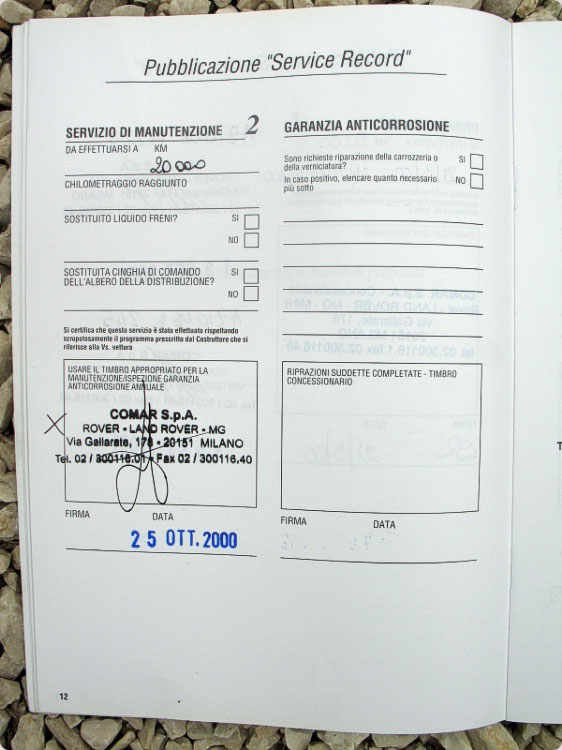 Pubblicazione "Service Record"
SERVIZIO DI MANUTENZIONE 2
DA EFFETTUARSI A KM
20000
CHILOMETRAGGIO RAGGIUNTO
SOSTITUITO LIQUIDO FRENI? SI
NO
SOSTITUITA CINGHIA DI COMANDO SI
DELL'ALBERO DELLA DISTRIBUZIONE?
NO
Si certifica che questo servizio è stato effettuato rispettando
scrupolosamente il programma prescritto dal Costruttore che si
riferisce alla Vs. vettura
USARE IL TIMBRO APPROPRIATO PER LA
MANUTENZIONE/ISPEZIONE GARANZIA
ANTICORROSIONE ANNUALE
COMAR S.p.A.
X ROVER - LAND ROVER - MG
Via Gallarate, 178 - 20151 MILANO
Tel. 02 / 300116.01 - Fax 02 / 300116.40
FIRMA DATA
25 OTT. 2000
GARANZIA ANTICORROSIONE
Sono richieste riparazione della carrozzeria o SI
della verniciatura?
In caso positivo, elencare quanto necessario NO
più sotto
RIPRAZIONI SUDDETTE COMPLETATE - TIMBRO
CONCESSIONARIO
FIRMA DATA
12